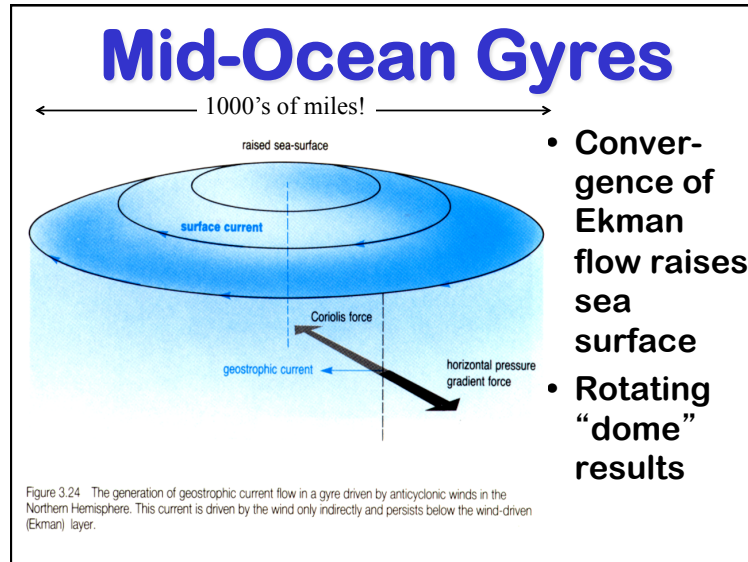 Mid-Ocean Gyres
1000's of miles!
raised sea-surface
surface current
Coriolis force
geostrophic current
horizontal pressure
gradient force
• Conver-
gence of
Ekman
flow raises
sea
surface
• Rotating
“dome”
results
Figure 3.24 The generation of geostrophic current flow in a gyre driven by anticyclonic winds in the
Northern Hemisphere. This current is driven by the wind only indirectly and persists below the wind-driven
(Ekman) layer.